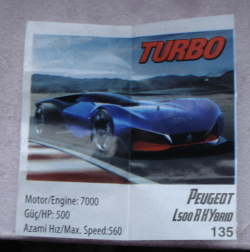 TURBO
Motor/Engine: 7000
Güç/HP: 500
Azami Hız/Max. Speed:560
PEUGEOT
L500 R HYbRID
135